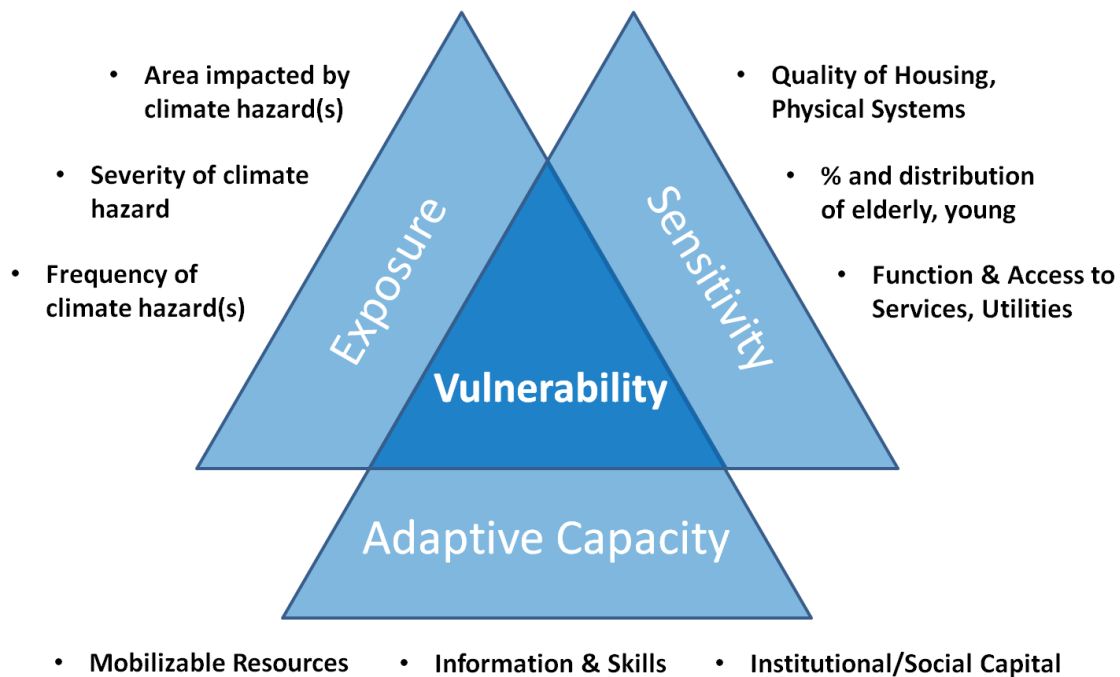 • Area impacted by
climate hazard(s)
• Severity of climate
hazard
• Frequency of
climate hazard(s)
Exposure
• Quality of Housing,
Physical Systems
• % and distribution
of elderly, young
• Function & Access to
Services, Utilities
Sensitivity
Vulnerability
Adaptive Capacity
• Mobilizable Resources
• Information & Skills
• Institutional/Social Capital